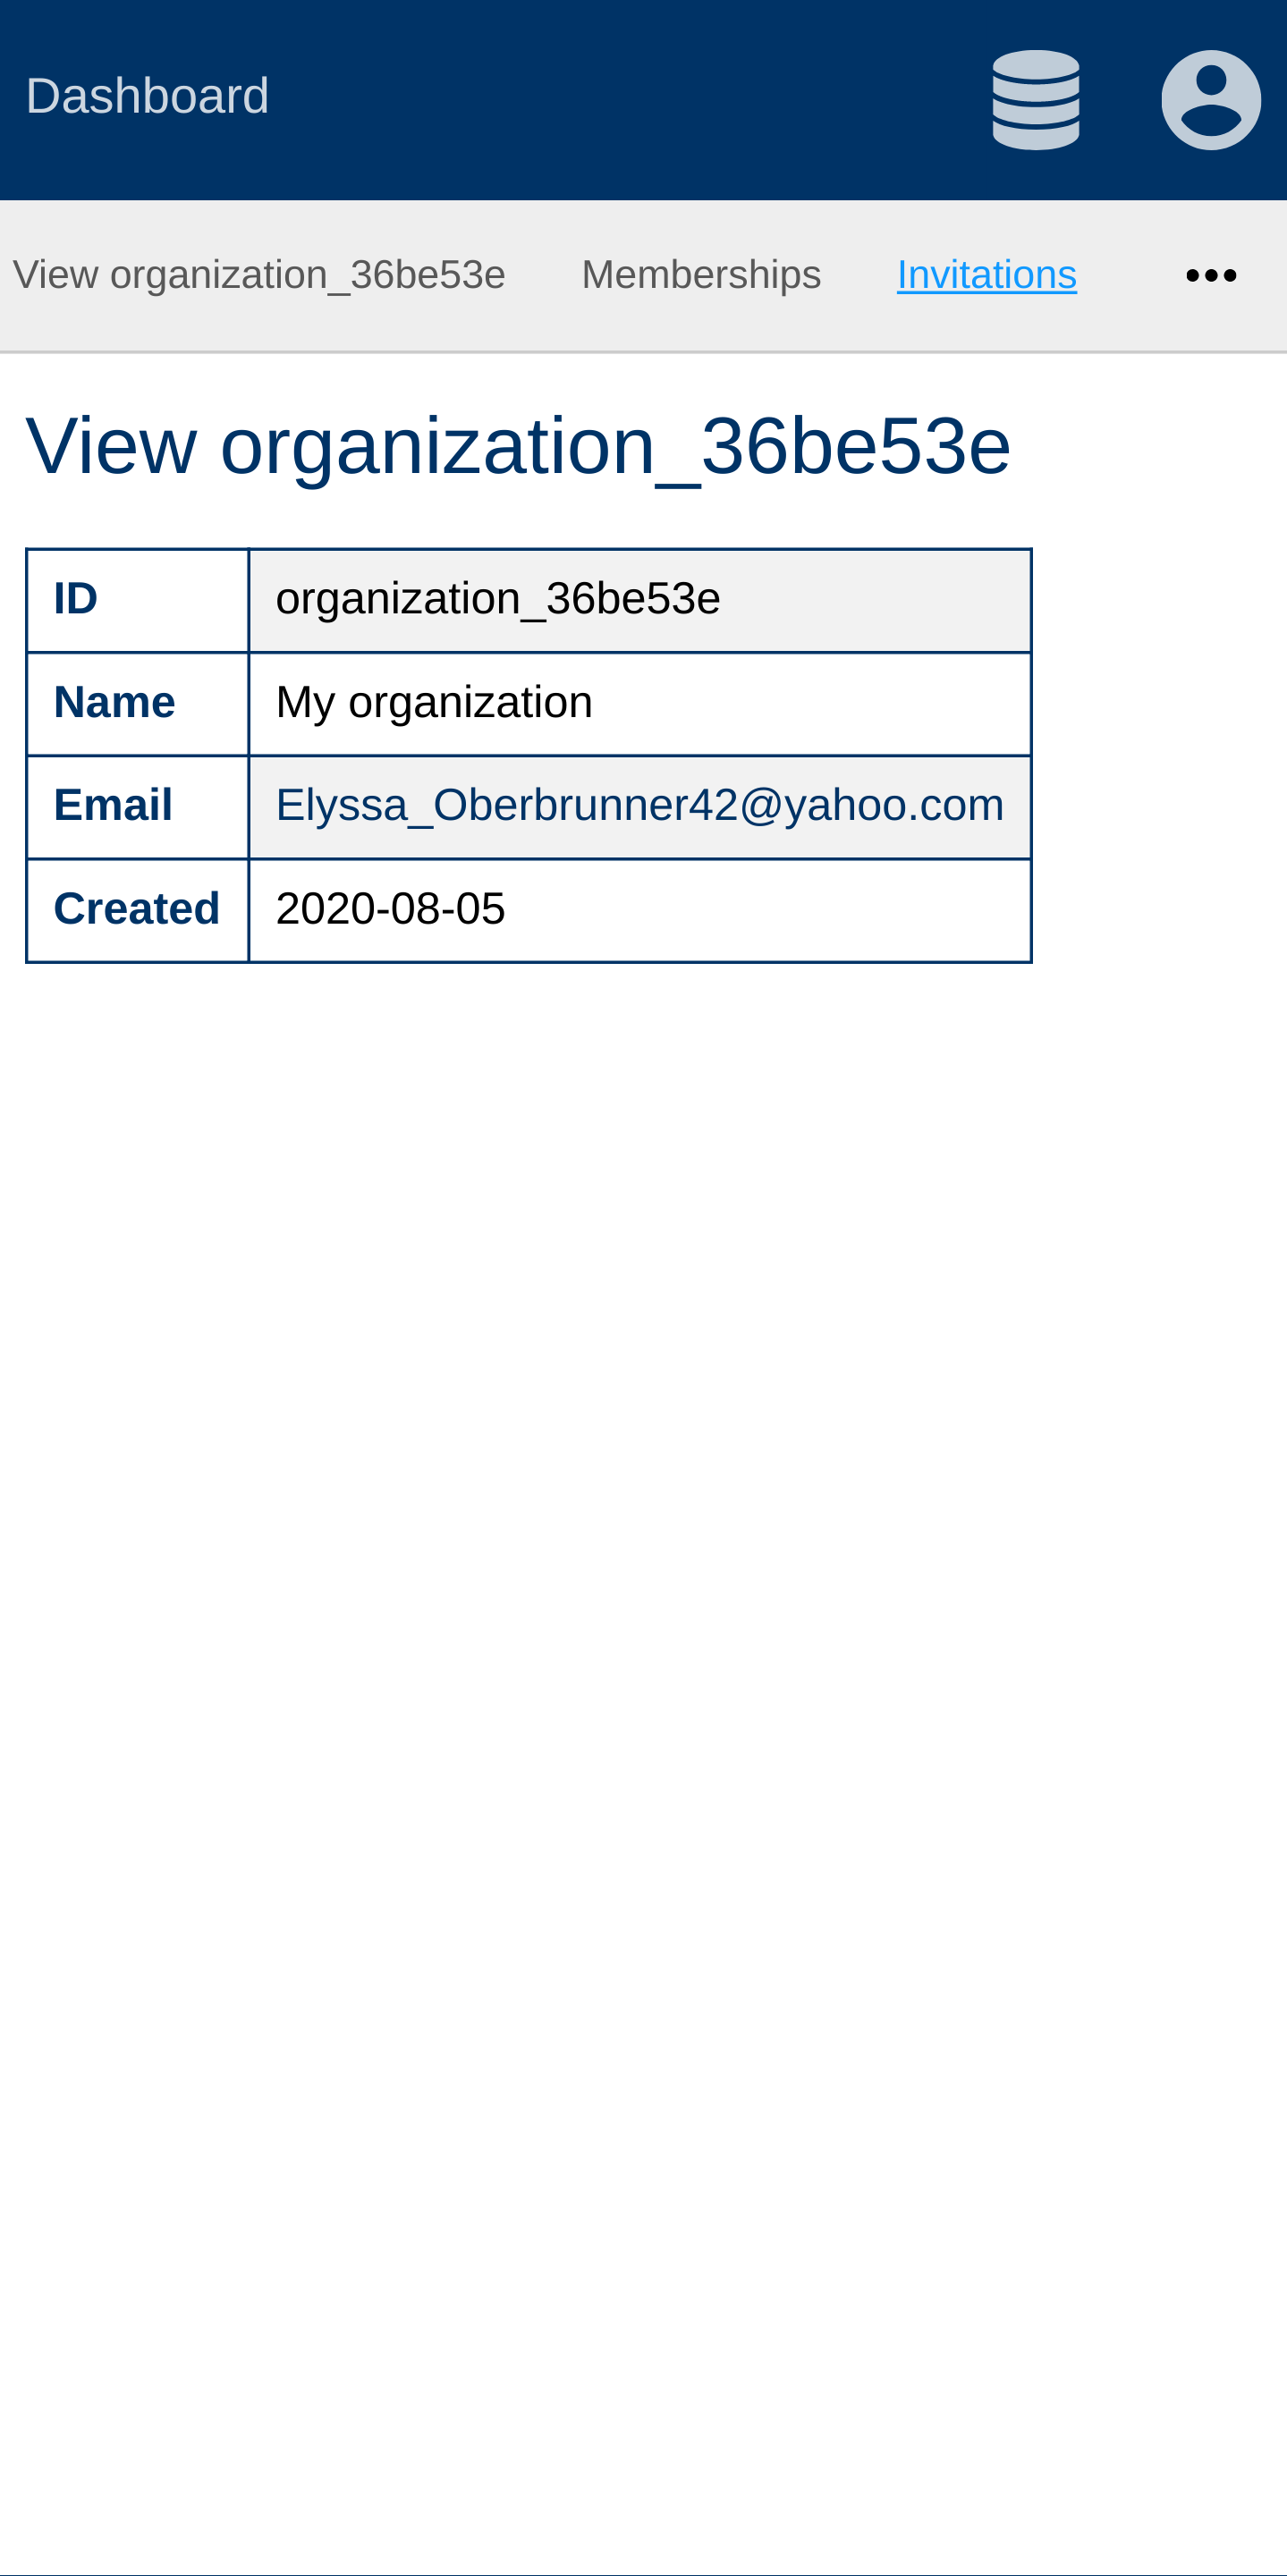 Dashboard
View organization_36be53e Memberships Invitations •••
View organization_36be53e
ID organization_36be53e
Name My organization
Email Elyssa_Oberbrunner42@yahoo.com
Created 2020-08-05